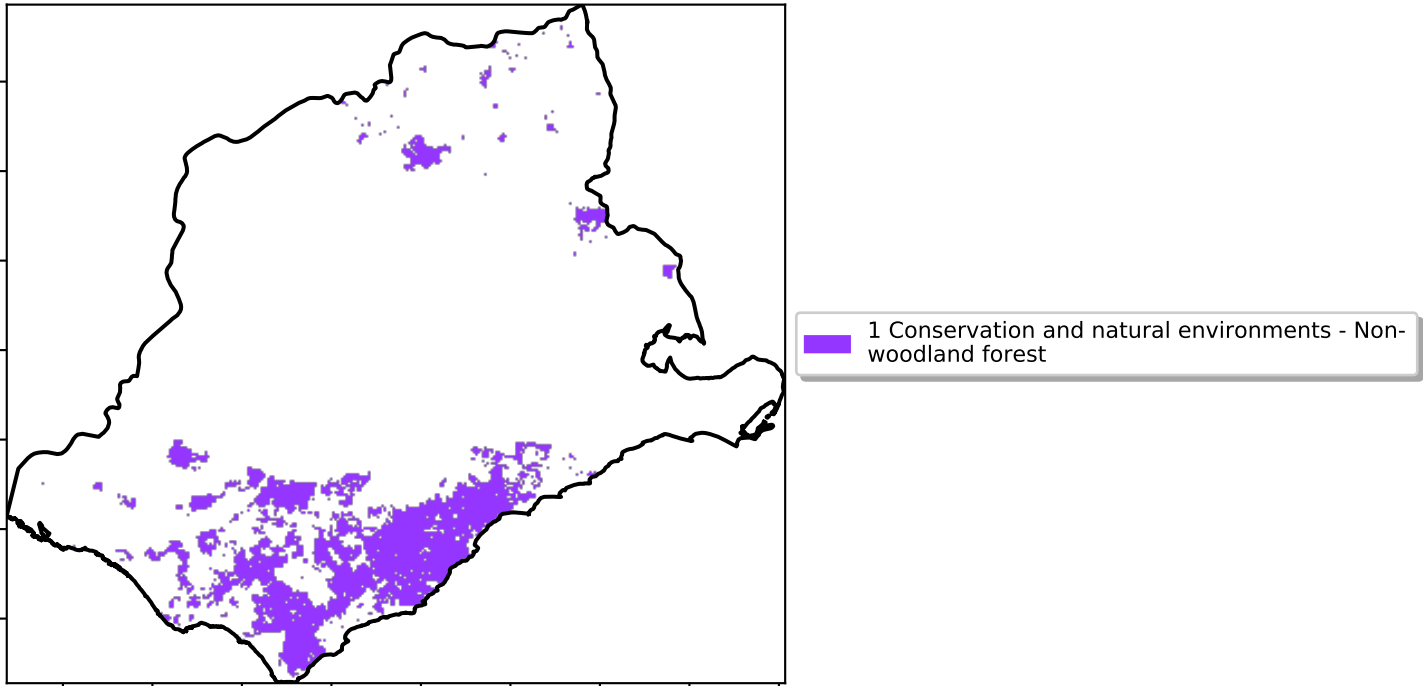 1 Conservation and natural environments - Non-
woodland forest